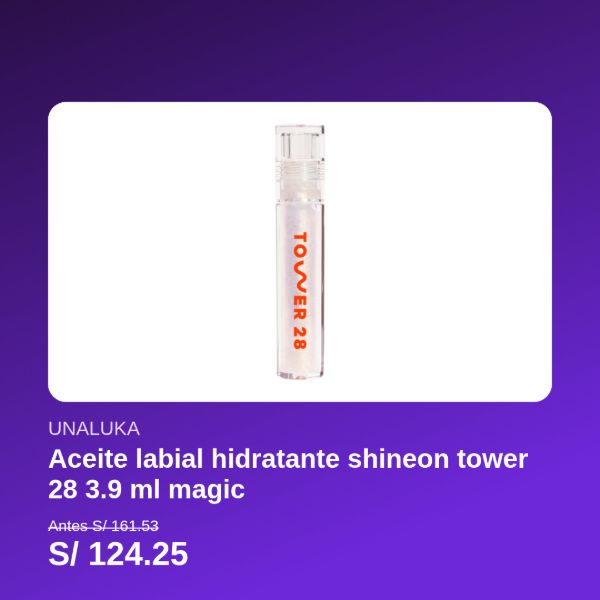 TOWER 28
UNALUKA
Aceite labial hidratante shineon tower
28 3.9 ml magic
Antes S/ 161.53
S/ 124.25